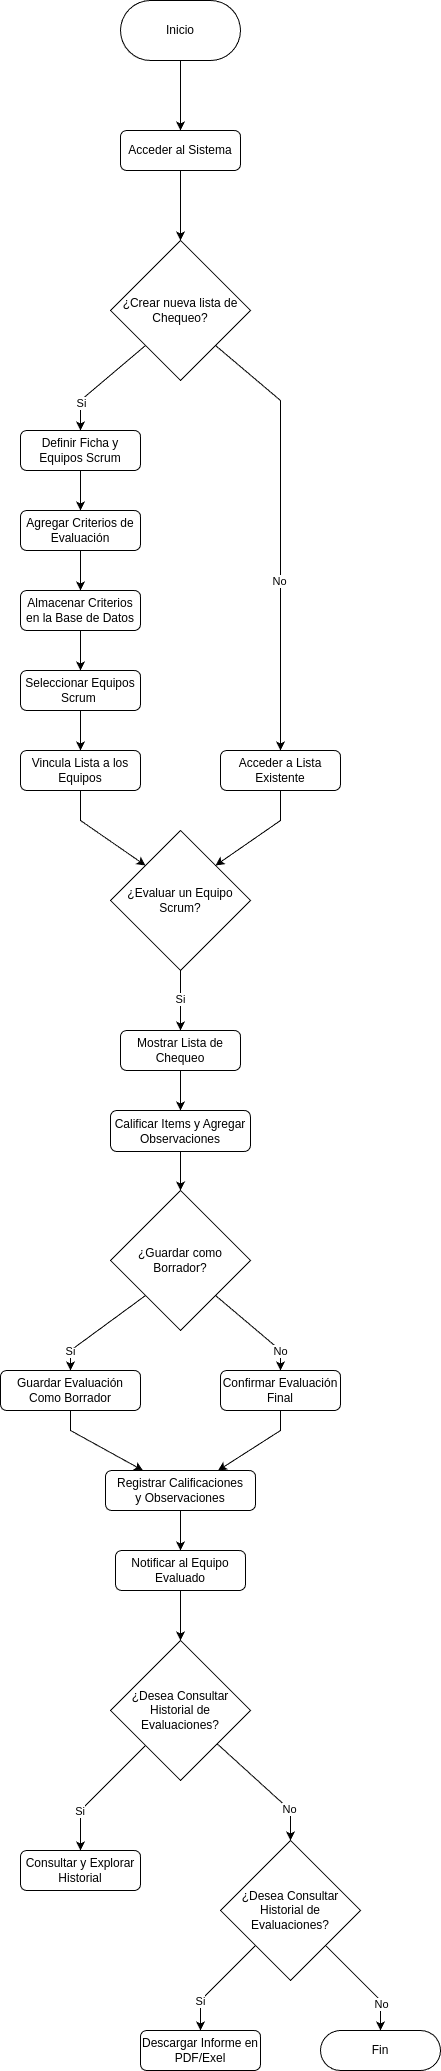 Inicio
Acceder al Sistema
¿Crear nueva lista de
Chequeo?
Si
Definir Ficha y
Equipos Scrum
Agregar Criterios de
Evaluación
No
Almacenar Criterios
en la Base de Datos
Seleccionar Equipos
Scrum
Vincula Lista a los
Equipos
Acceder a Lista
Existente
¿Evaluar un Equipo
Scrum?
Si
Mostrar Lista de
Chequeo
Calificar Items y Agregar
Observaciones
¿Guardar como
Borrador?
Si
No
Guardar Evaluación
Como Borrador
Confirmar Evaluación
Final
Registrar Calificaciones
y Observaciones
Notificar al Equipo
Evaluado
¿Desea Consultar
Historial de
Evaluaciones?
Si
No
Consultar y Explorar
Historial
¿Desea Consultar
Historial de
Evaluaciones?
Si
No
Descargar Informe en
PDF/Exel
Fin